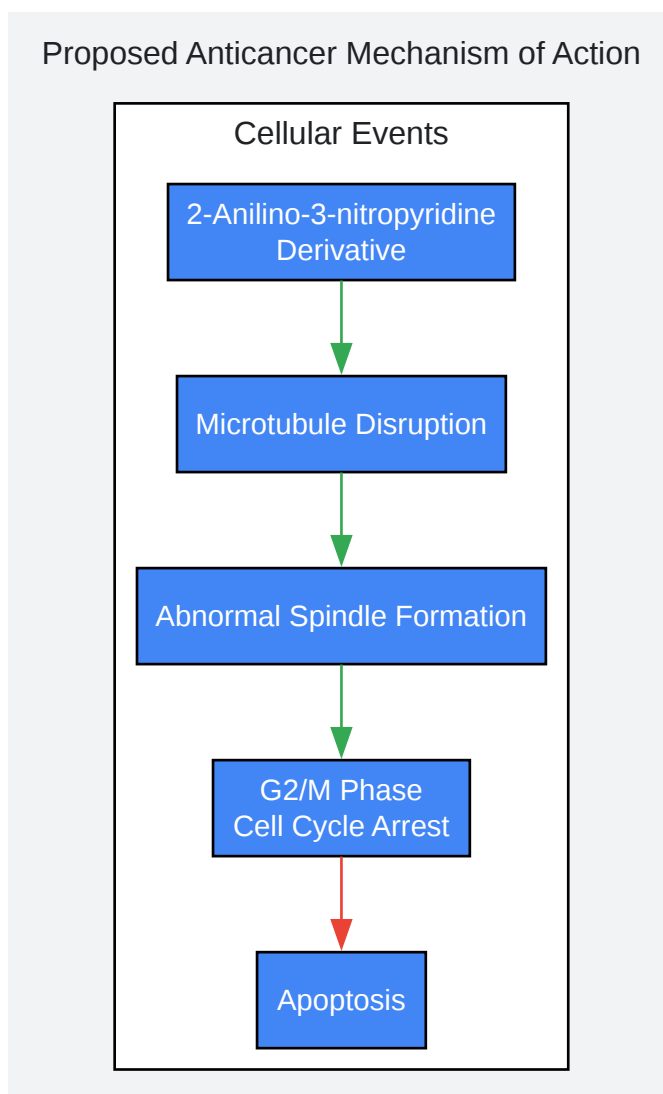 Proposed Anticancer Mechanism of Action
Cellular Events
2-Anilino-3-nitropyridine
Derivative
Microtubule Disruption
Abnormal Spindle Formation
G2/M Phase
Cell Cycle Arrest
Apoptosis